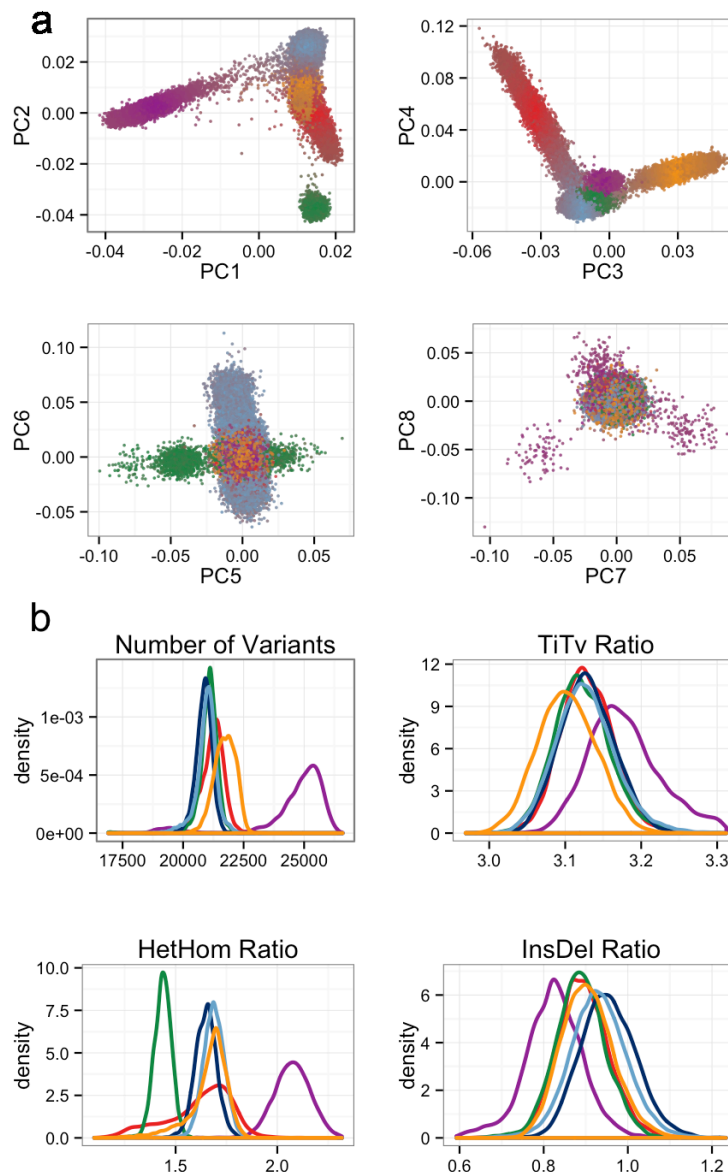 a
0.02
0.00
-0.02
-0.04
PC2
-0.04 -0.02 0.00 0.02
PC1
0.12
0.08
0.04
0.00
PC4
-0.06 -0.03 0.00 0.03
PC3
0.10
0.05
0.00
-0.05
PC6
-0.10 -0.05 0.00 0.05
PC5
0.05
0.00
-0.05
-0.10
PC8
-0.10 -0.05 0.00 0.05
PC7
b
Number of Variants
1e-03
5e-04
0e+00
density
17500 20000 22500 25000
TiTv Ratio
12
9
6
3
0
density
3.0 3.1 3.2 3.3
HetHom Ratio
10.0
7.5
5.0
2.5
0.0
density
1.5 2.0
InsDel Ratio
6
4
2
0
density
0.6 0.8 1.0 1.2